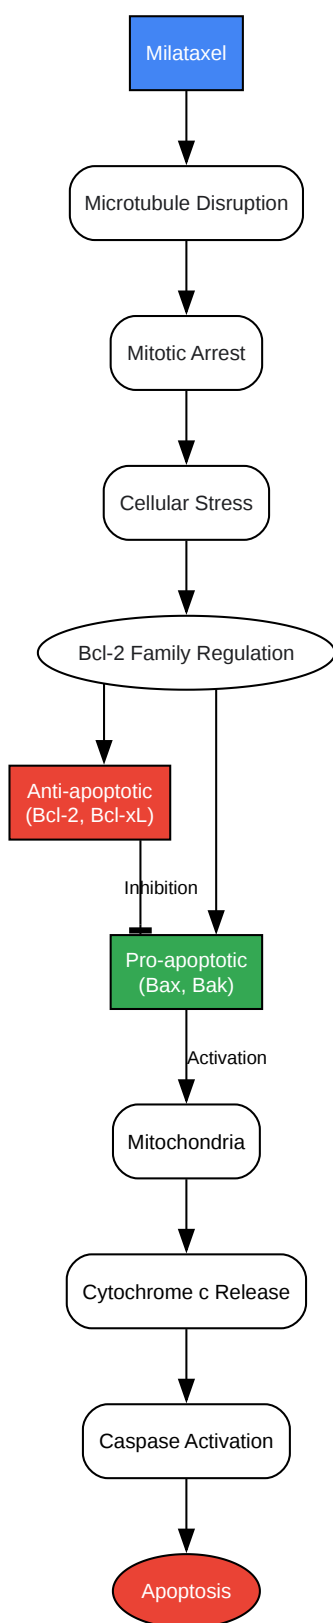 Milataxel
Microtubule Disruption
Mitotic Arrest
Cellular Stress
Bcl-2 Family Regulation
Anti-apoptotic
(Bcl-2, Bcl-xL)
Inhibition
Pro-apoptotic
(Bax, Bak)
Activation
Mitochondria
Cytochrome c Release
Caspase Activation
Apoptosis